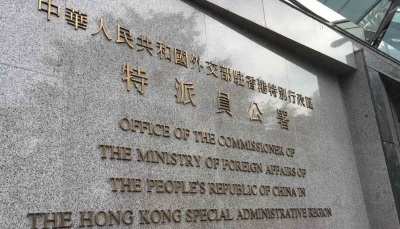 中華人民共和國外交部駐香港特別行政區
特派員公署
OFFICE OF THE COMMISSIONER OF
THE MINISTRY OF FOREIGN AFFAIRS OF
THE PEOPLE'S REPUBLIC OF CHINA IN
THE HONG KONG SPECIAL ADMINISTRATIVE REGION